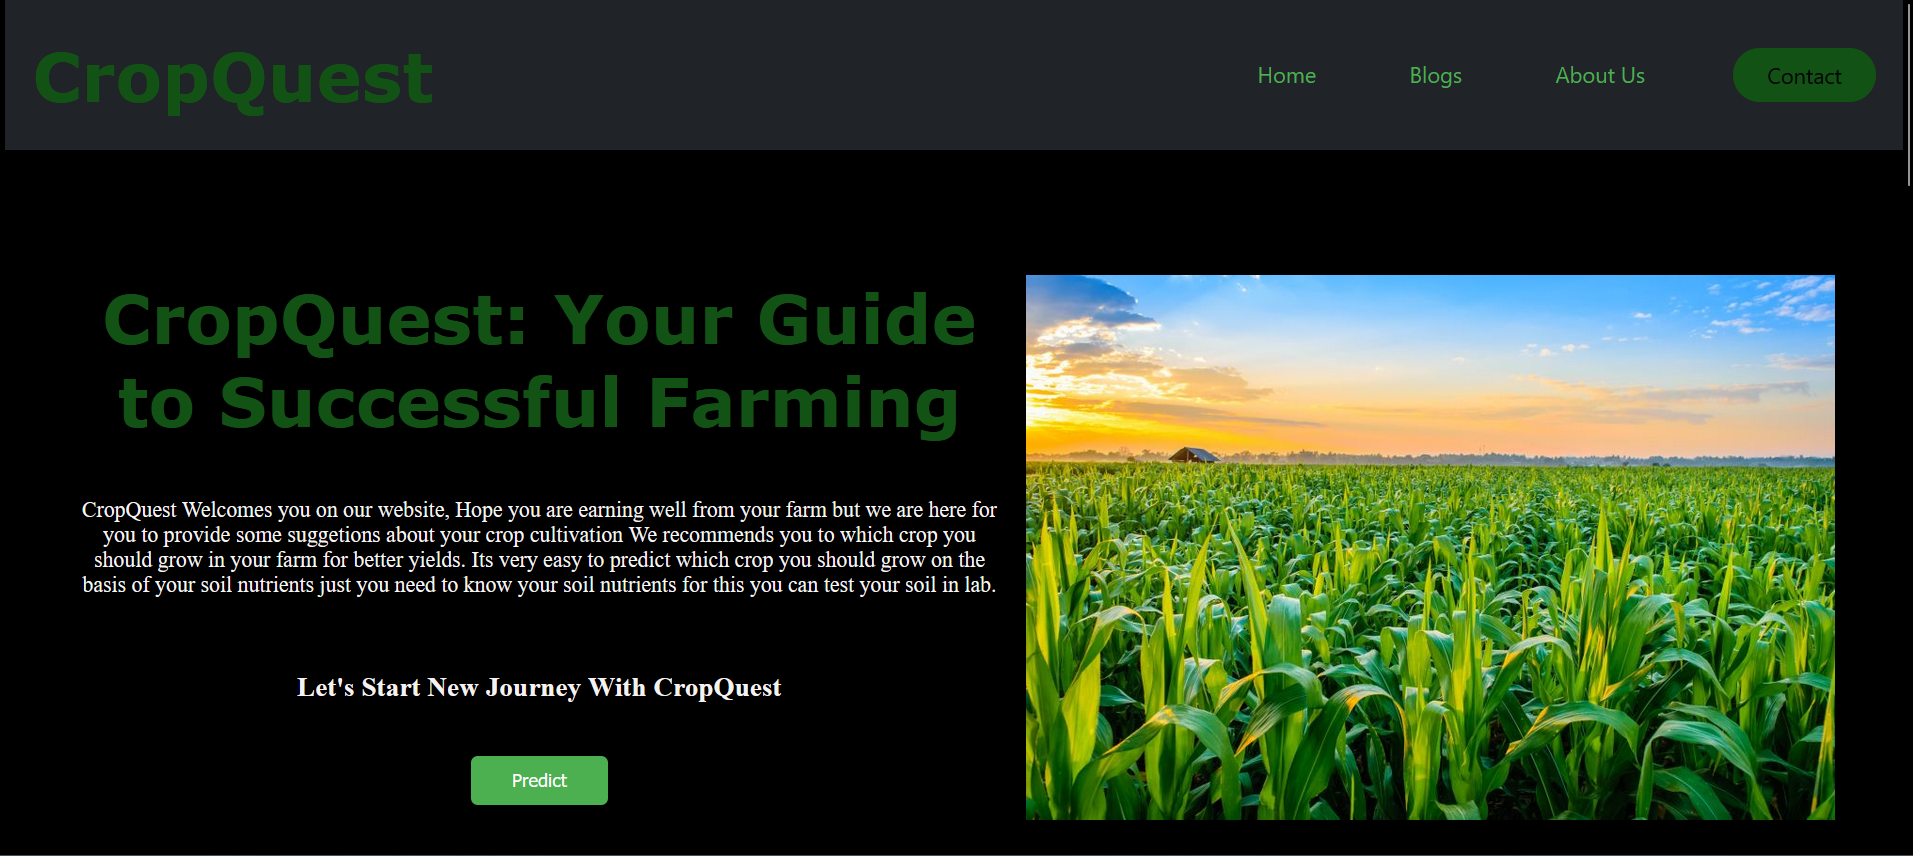 CropQuest
Home
Blogs
About Us
Contact
CropQuest: Your Guide
to Successful Farming
CropQuest Welcomes you on our website, Hope you are earning well from your farm but we are here for
you to provide some suggetions about your crop cultivation We recommends you to which crop you
should grow in your farm for better yields. Its very easy to predict which crop you should grow on the
basis of your soil nutrients just you need to know your soil nutrients for this you can test your soil in lab.
Let's Start New Journey With CropQuest
Predict